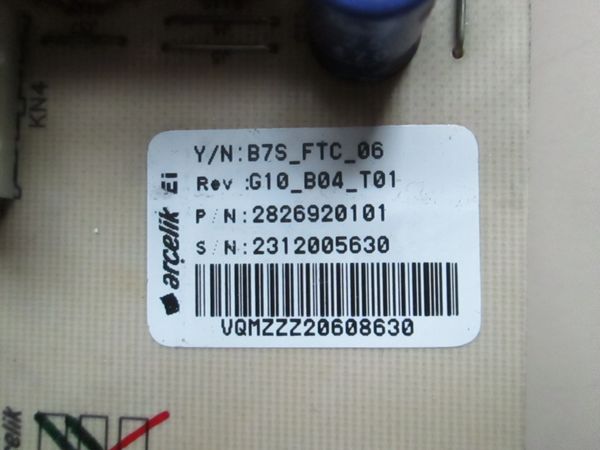 KN4
Y/N:B7S_FTC_06
Rev :G10_B04_T01
P/N:2826920101
S/N:2312005630
arçelik Ei
VQMZZZ20608630